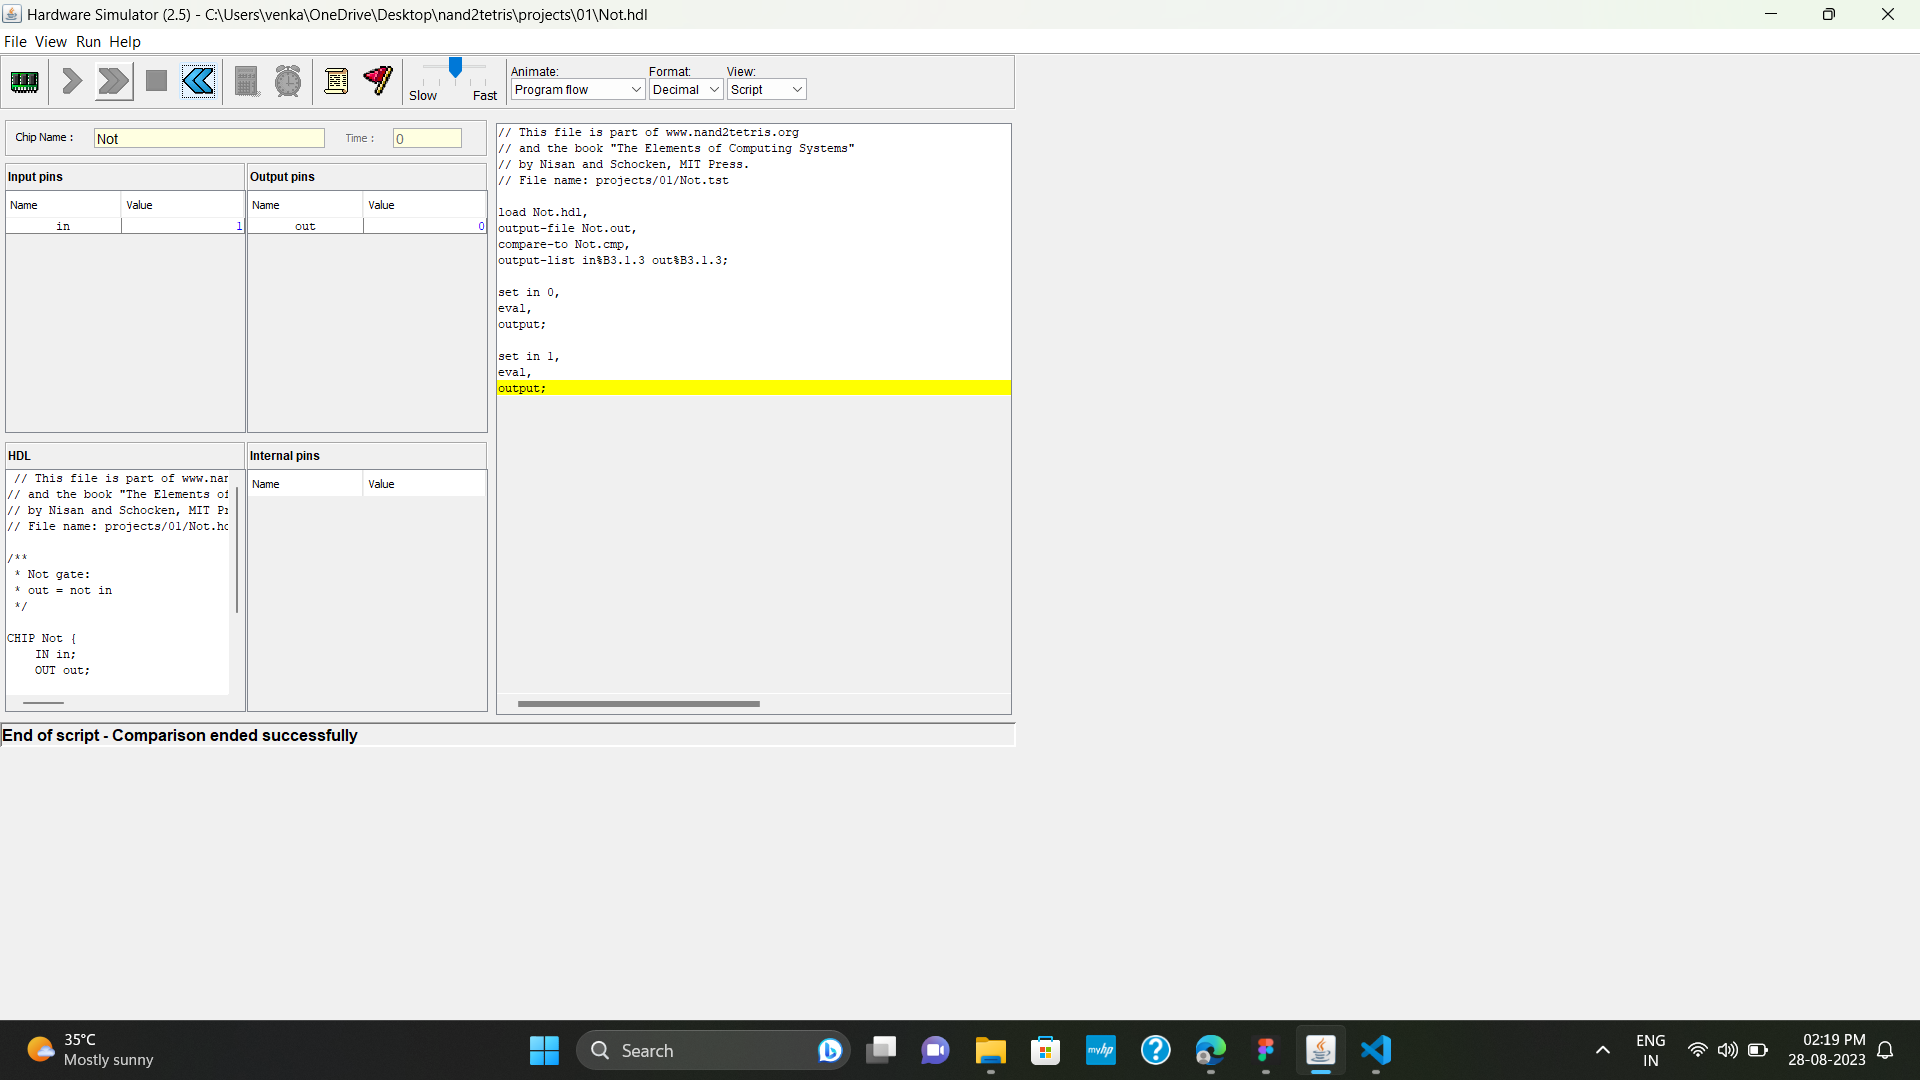 Hardware Simulator (2.5) - C:\Users\venka\OneDrive\Desktop\nand2tetris\projects\01\Not.hdl
File View Run Help
Slow Fast
Animate: Format: View:
Program flow Decimal Script
Chip Name : Not Time : 0
Input pins
Name Value
in 1
Output pins
Name Value
out 0
HDL
// This file is part of www.nan
// and the book "The Elements of
// by Nisan and Schocken, MIT Pr
// File name: projects/01/Not.hd
/**
* Not gate:
* out = not in
*/
CHIP Not {
IN in;
OUT out;
Internal pins
Name Value
// This file is part of www.nand2tetris.org
// and the book "The Elements of Computing Systems"
// by Nisan and Schocken, MIT Press.
// File name: projects/01/Not.tst
load Not.hdl,
output-file Not.out,
compare-to Not.cmp,
output-list in%B3.1.3 out%B3.1.3;
set in 0,
eval,
output;
set in 1,
eval,
output;
End of script - Comparison ended successfully
35°C
Mostly sunny
Search
myhp
ENG
IN
02:19 PM
28-08-2023